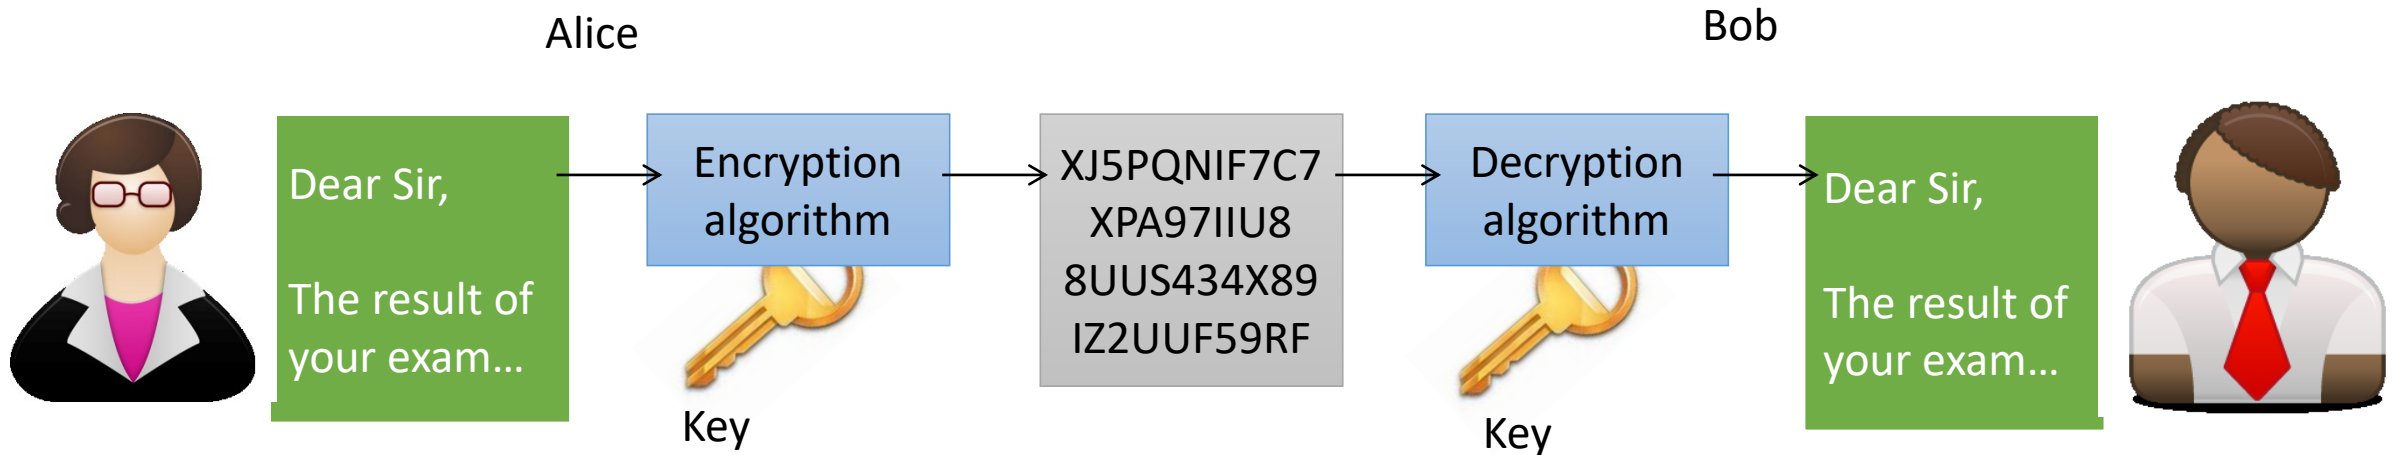 Alice
Bob
Dear Sir,
The result of
your exam...
Encryption
algorithm
Key
XJ5PQNIF7C7
XPA97IIU8
8UUS434X89
IZ2UUF59RF
Decryption
algorithm
Key
Dear Sir,
The result of
your exam...